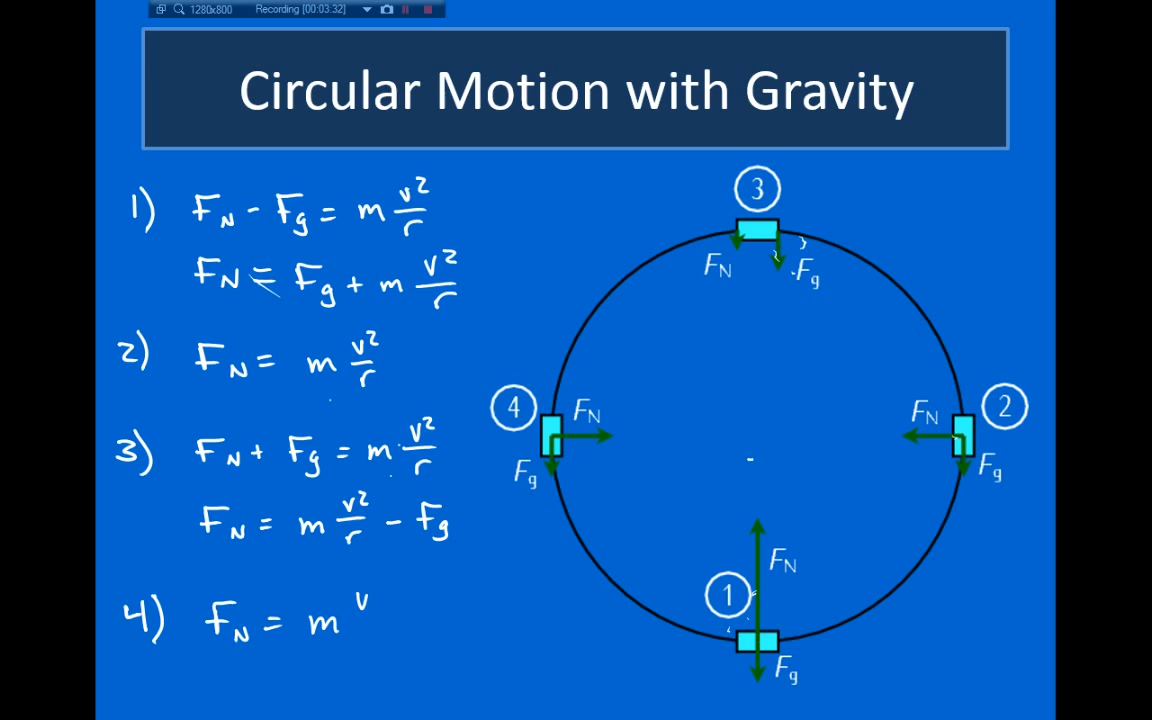 1280x800 Recording [00:03:32]
Circular Motion with Gravity
1) F_N - F_g = m v²/r
F_N = F_g + m v²/r
2) F_N = m v²/r
3) F_N + F_g = m v²/r
F_N = m v²/r - F_g
4) F_N = m v
3
F_N F_g
4 F_N
F_g
F_N 2
F_g
F_N
1
F_g